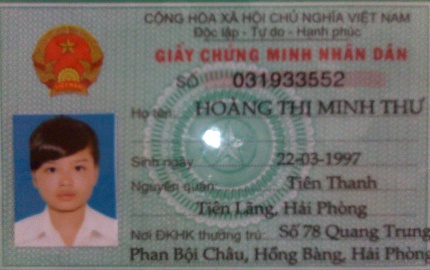 CỘNG HÒA XÃ HỘI CHỦ NGHĨA VIỆT NAM
Độc lập - Tự do - Hạnh phúc
GIẤY CHỨNG MINH NHÂN DÂN
SỐ 031933552
Họ tên: HOÀNG THỊ MINH THƯ
Sinh ngày 22-03-1997
Nguyên quán Tiên Thanh
Tiên Lãng, Hải Phòng
Nơi ĐKHK thường trú: Số 78 Quang Trung
Phan Bội Châu, Hồng Bàng, Hải Phòng